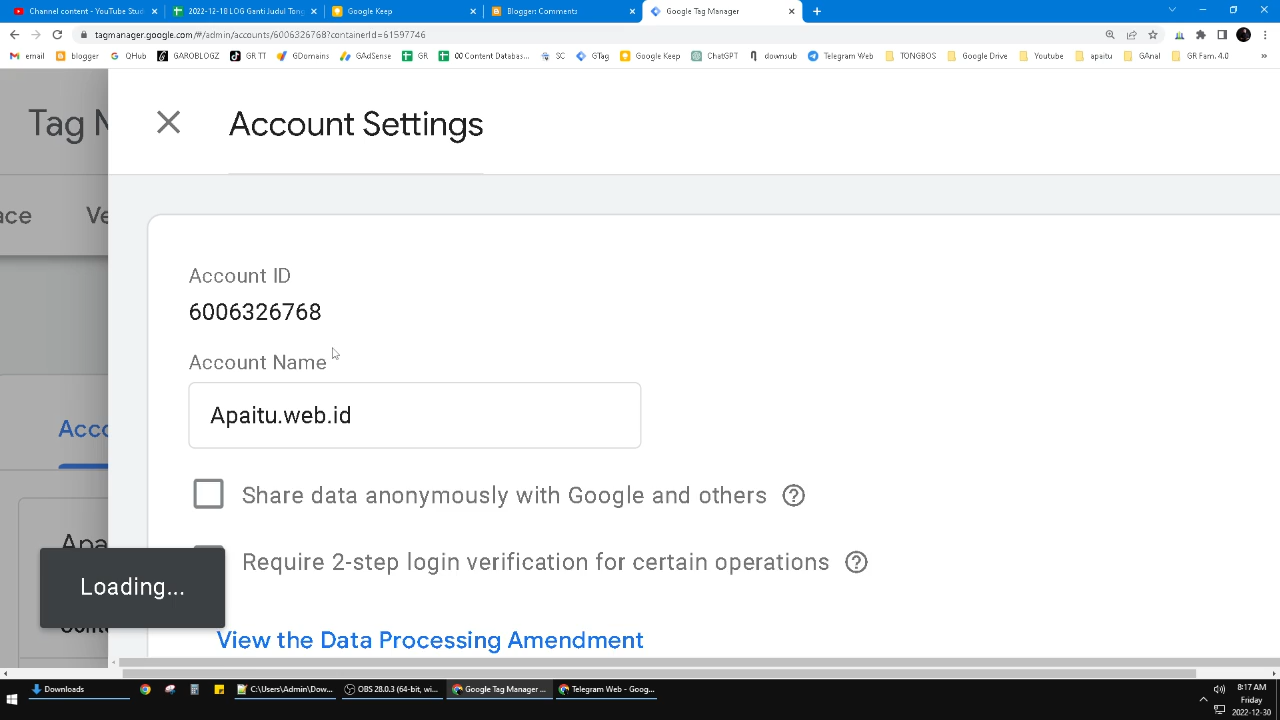 Channel content - YouTube Stud
2022-12-18 LOG Ganti Judul Tong
Google Keep
Blogger: Comments
Google Tag Manager
tagmanager.google.com/#/admin/accounts/6006326768?containerId=61597746
email
blogger
QHub
GAROBLOGZ
GR TT
GDomains
GAdSense
GR
00 Content Databas...
SC
GTag
Google Keep
ChatGPT
downsub
Telegram Web
TONGBOS
Google Drive
Youtube
apaitu
GAnal
GR Fam. 4.0
Tag M
Account Settings
ace
Ve
Account ID
6006326768
Account Name
Apaitu.web.id
Acco
Share data anonymously with Google and others
Apa
Require 2-step login verification for certain operations
Loading...
View the Data Processing Amendment
Downloads
C:\Users\Admin\Dow...
OBS 28.0.3 (64-bit, wi...
Google Tag Manager ...
Telegram Web - Goog...
8:17 AM
Friday
2022-12-30